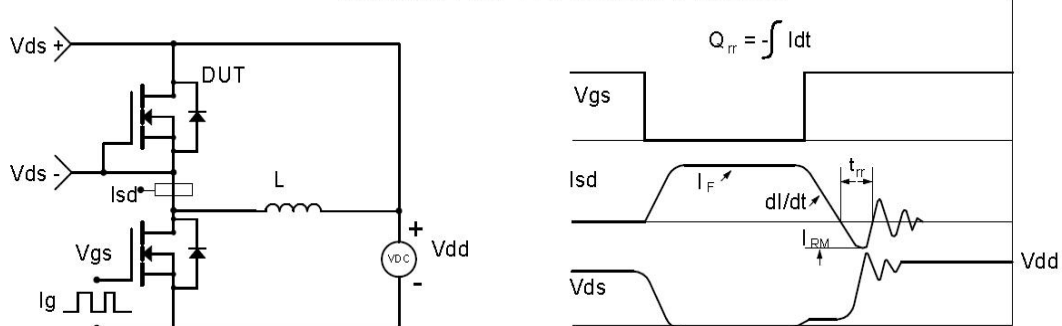 Vds +
DUT
Vds -
Isd
L
Vgs
Ig
+
VDC
-
Vdd
Q rr = -∫ Idt
Vgs
Isd
I F
dI/dt
t rr
I RM
Vds
Vdd